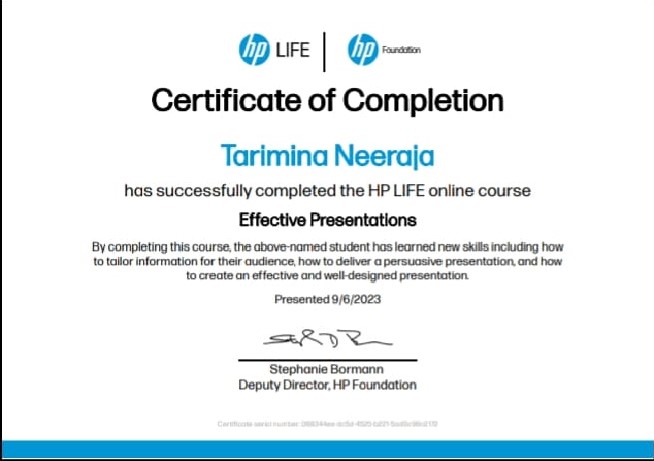 hp LIFE | hp Foundation
Certificate of Completion
Tarimina Neeraja
has successfully completed the HP LIFE online course
Effective Presentations
By completing this course, the above-named student has learned new skills including how
to tailor information for their audience, how to deliver a persuasive presentation, and how
to create an effective and well-designed presentation.
Presented 9/6/2023
Stephanie Bormann
Deputy Director, HP Foundation
Certificate serial number: